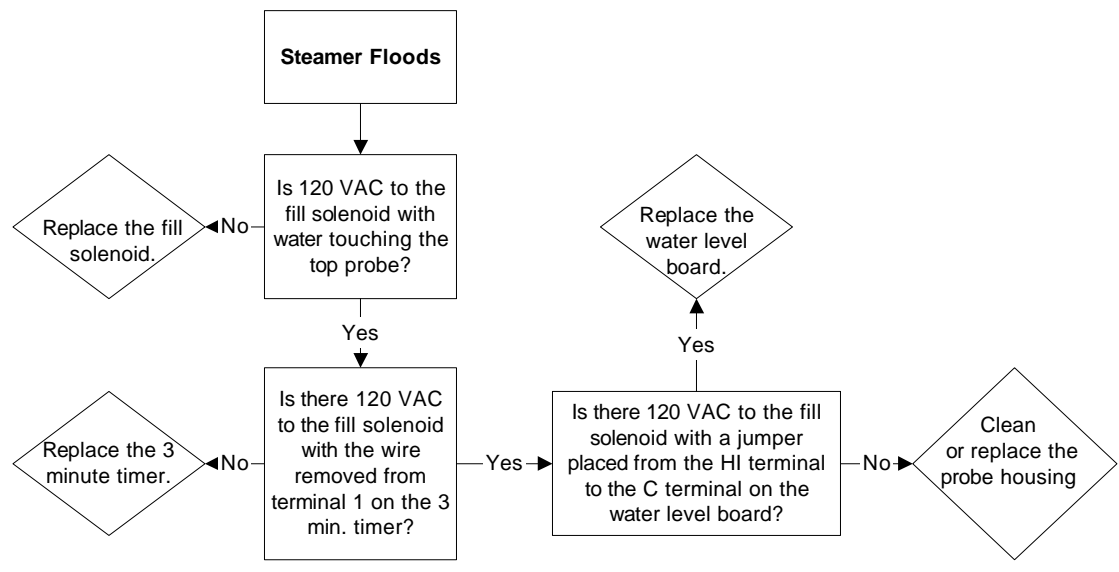 Steamer Floods
Is 120 VAC to the
fill solenoid with
water touching the
top probe?
No
Replace the fill
solenoid.
Yes
Is there 120 VAC
to the fill solenoid
with the wire
removed from
terminal 1 on the 3
min. timer?
No
Replace the 3
minute timer.
Yes
Is there 120 VAC to the fill
solenoid with a jumper
placed from the HI terminal
to the C terminal on the
water level board?
Yes
Replace the
water level
board.
No
Clean
or replace the
probe housing